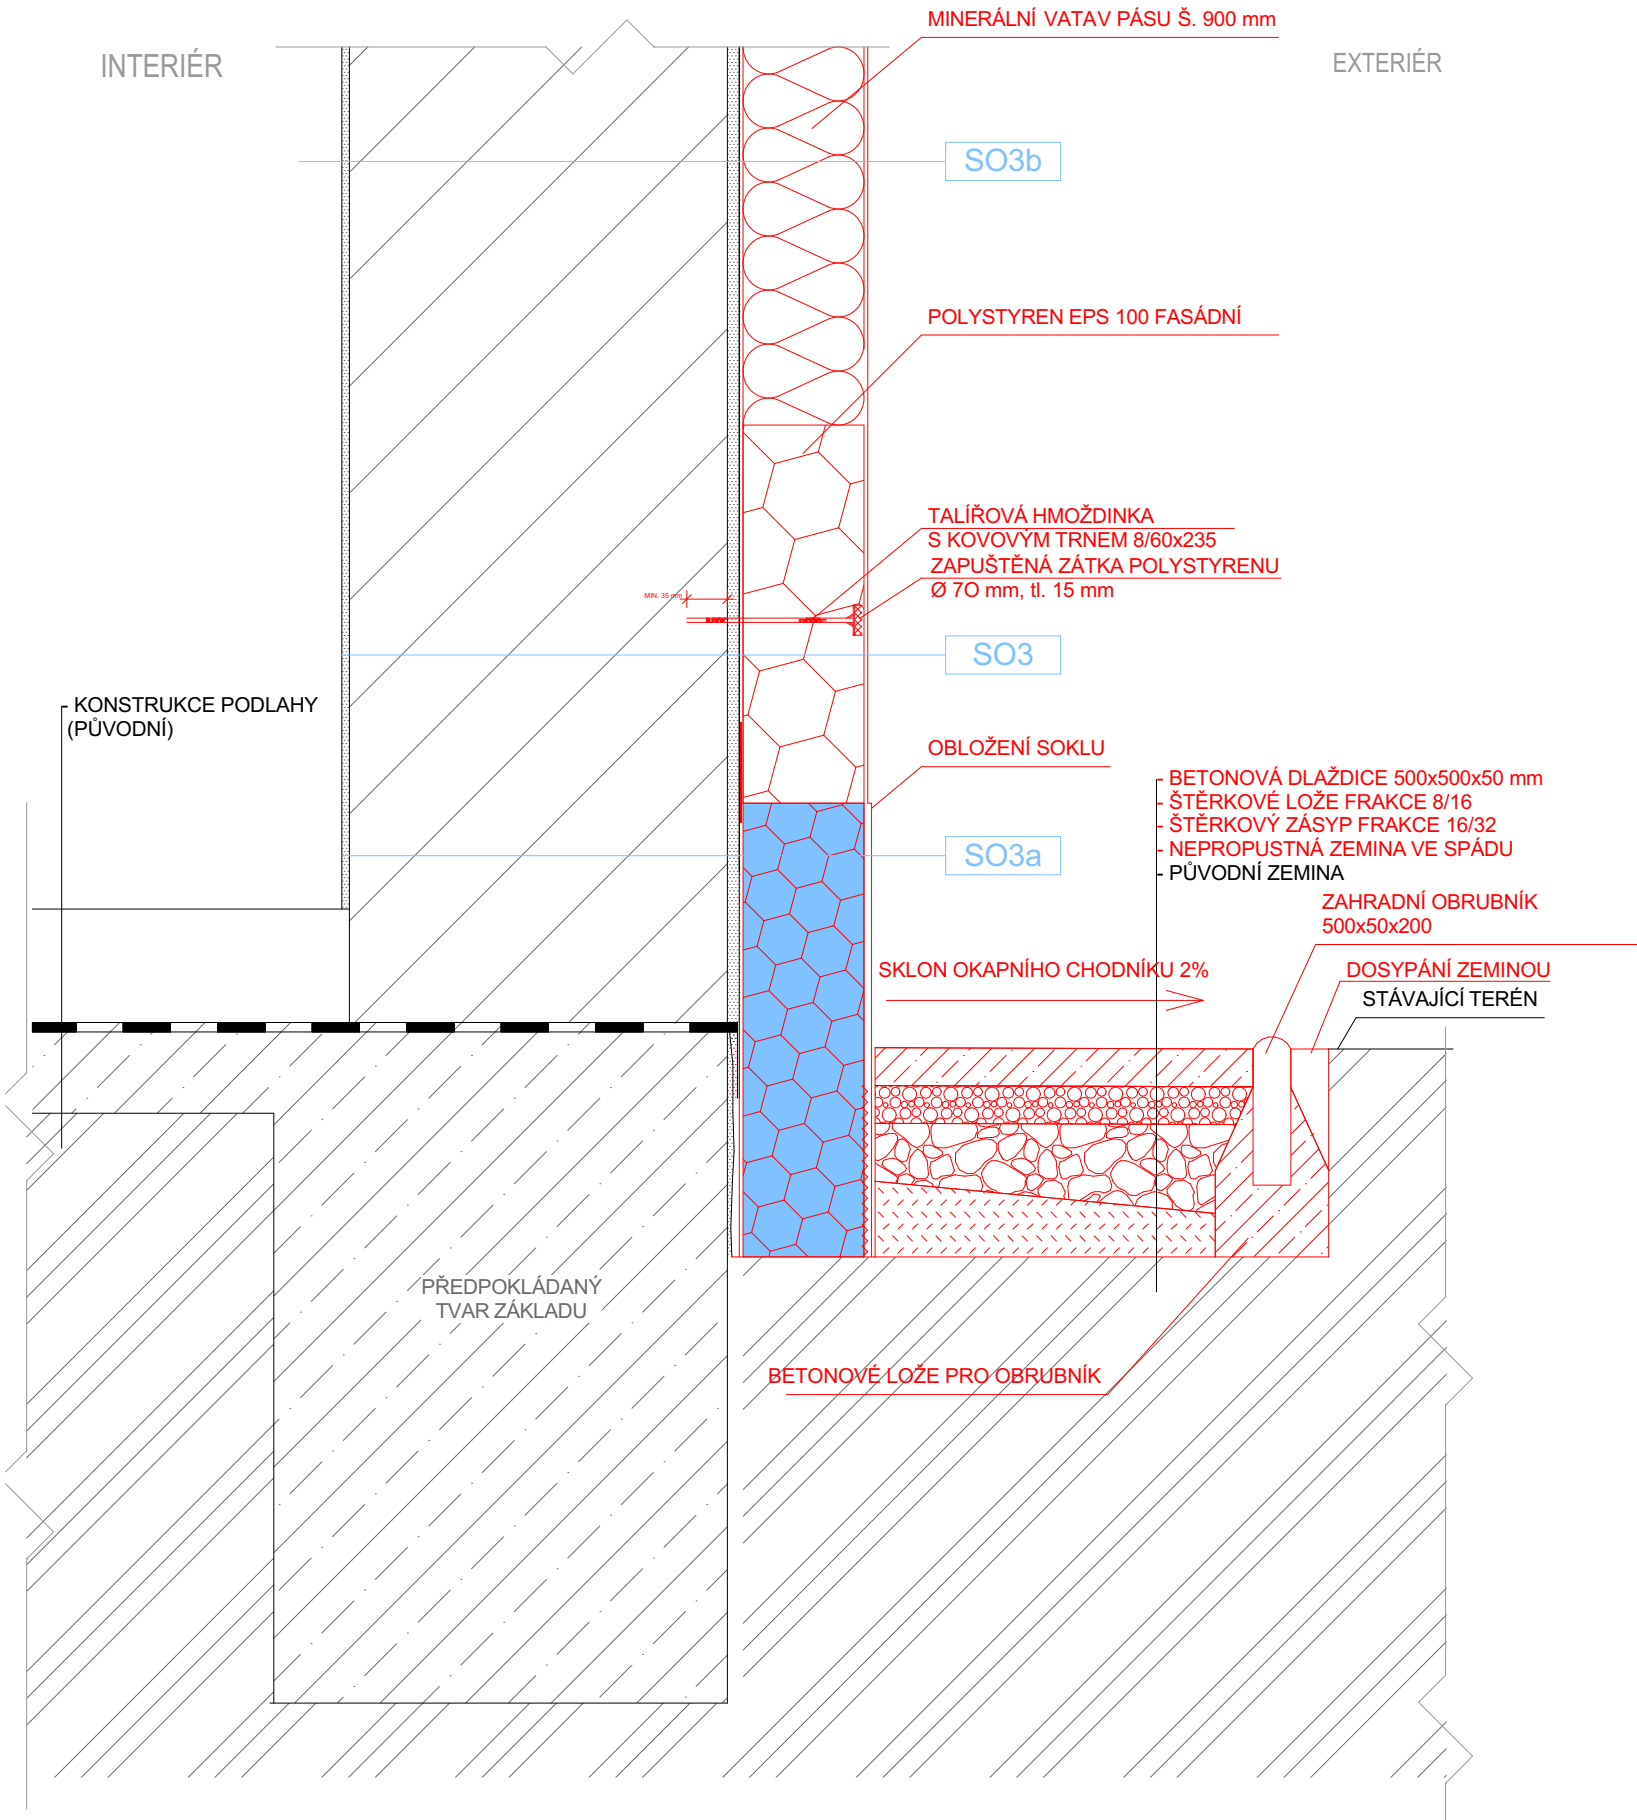 MINERÁLNÍ VATAV PÁSU Š. 900 mm
INTERIÉR
EXTERIÉR
SO3b
POLYSTYREN EPS 100 FASÁDNÍ
TALÍŘOVÁ HMOŽDINKA
S KOVOVÝM TRNEM 8/60x235
ZAPUŠTĚNÁ ZÁTKA POLYSTYRENU
Ø 7O mm, tl. 15 mm
MIN. 35 mm
SO3
- KONSTRUKCE PODLAHY
(PŮVODNÍ)
OBLOŽENÍ SOKLU
- BETONOVÁ DLAŽDICE 500x500x50 mm
- ŠTĚRKOVÉ LOŽE FRAKCE 8/16
- ŠTĚRKOVÝ ZÁSYP FRAKCE 16/32
- NEPROPUSTNÁ ZEMINA VE SPÁDU
- PŮVODNÍ ZEMINA
SO3a
ZAHRADNÍ OBRUBNÍK
500x50x200
SKLON OKAPNÍHO CHODNÍKU 2%
DOSYPÁNÍ ZEMINOU
STÁVAJÍCÍ TERÉN
PŘEDPOKLÁDANÝ
TVAR ZÁKLADU
BETONOVÉ LOŽE PRO OBRUBNÍK